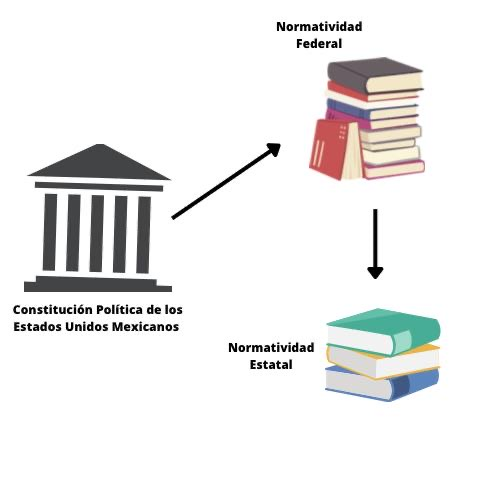 Normatividad
Federal
Constitución Política de los
Estados Unidos Mexicanos
Normatividad
Estatal